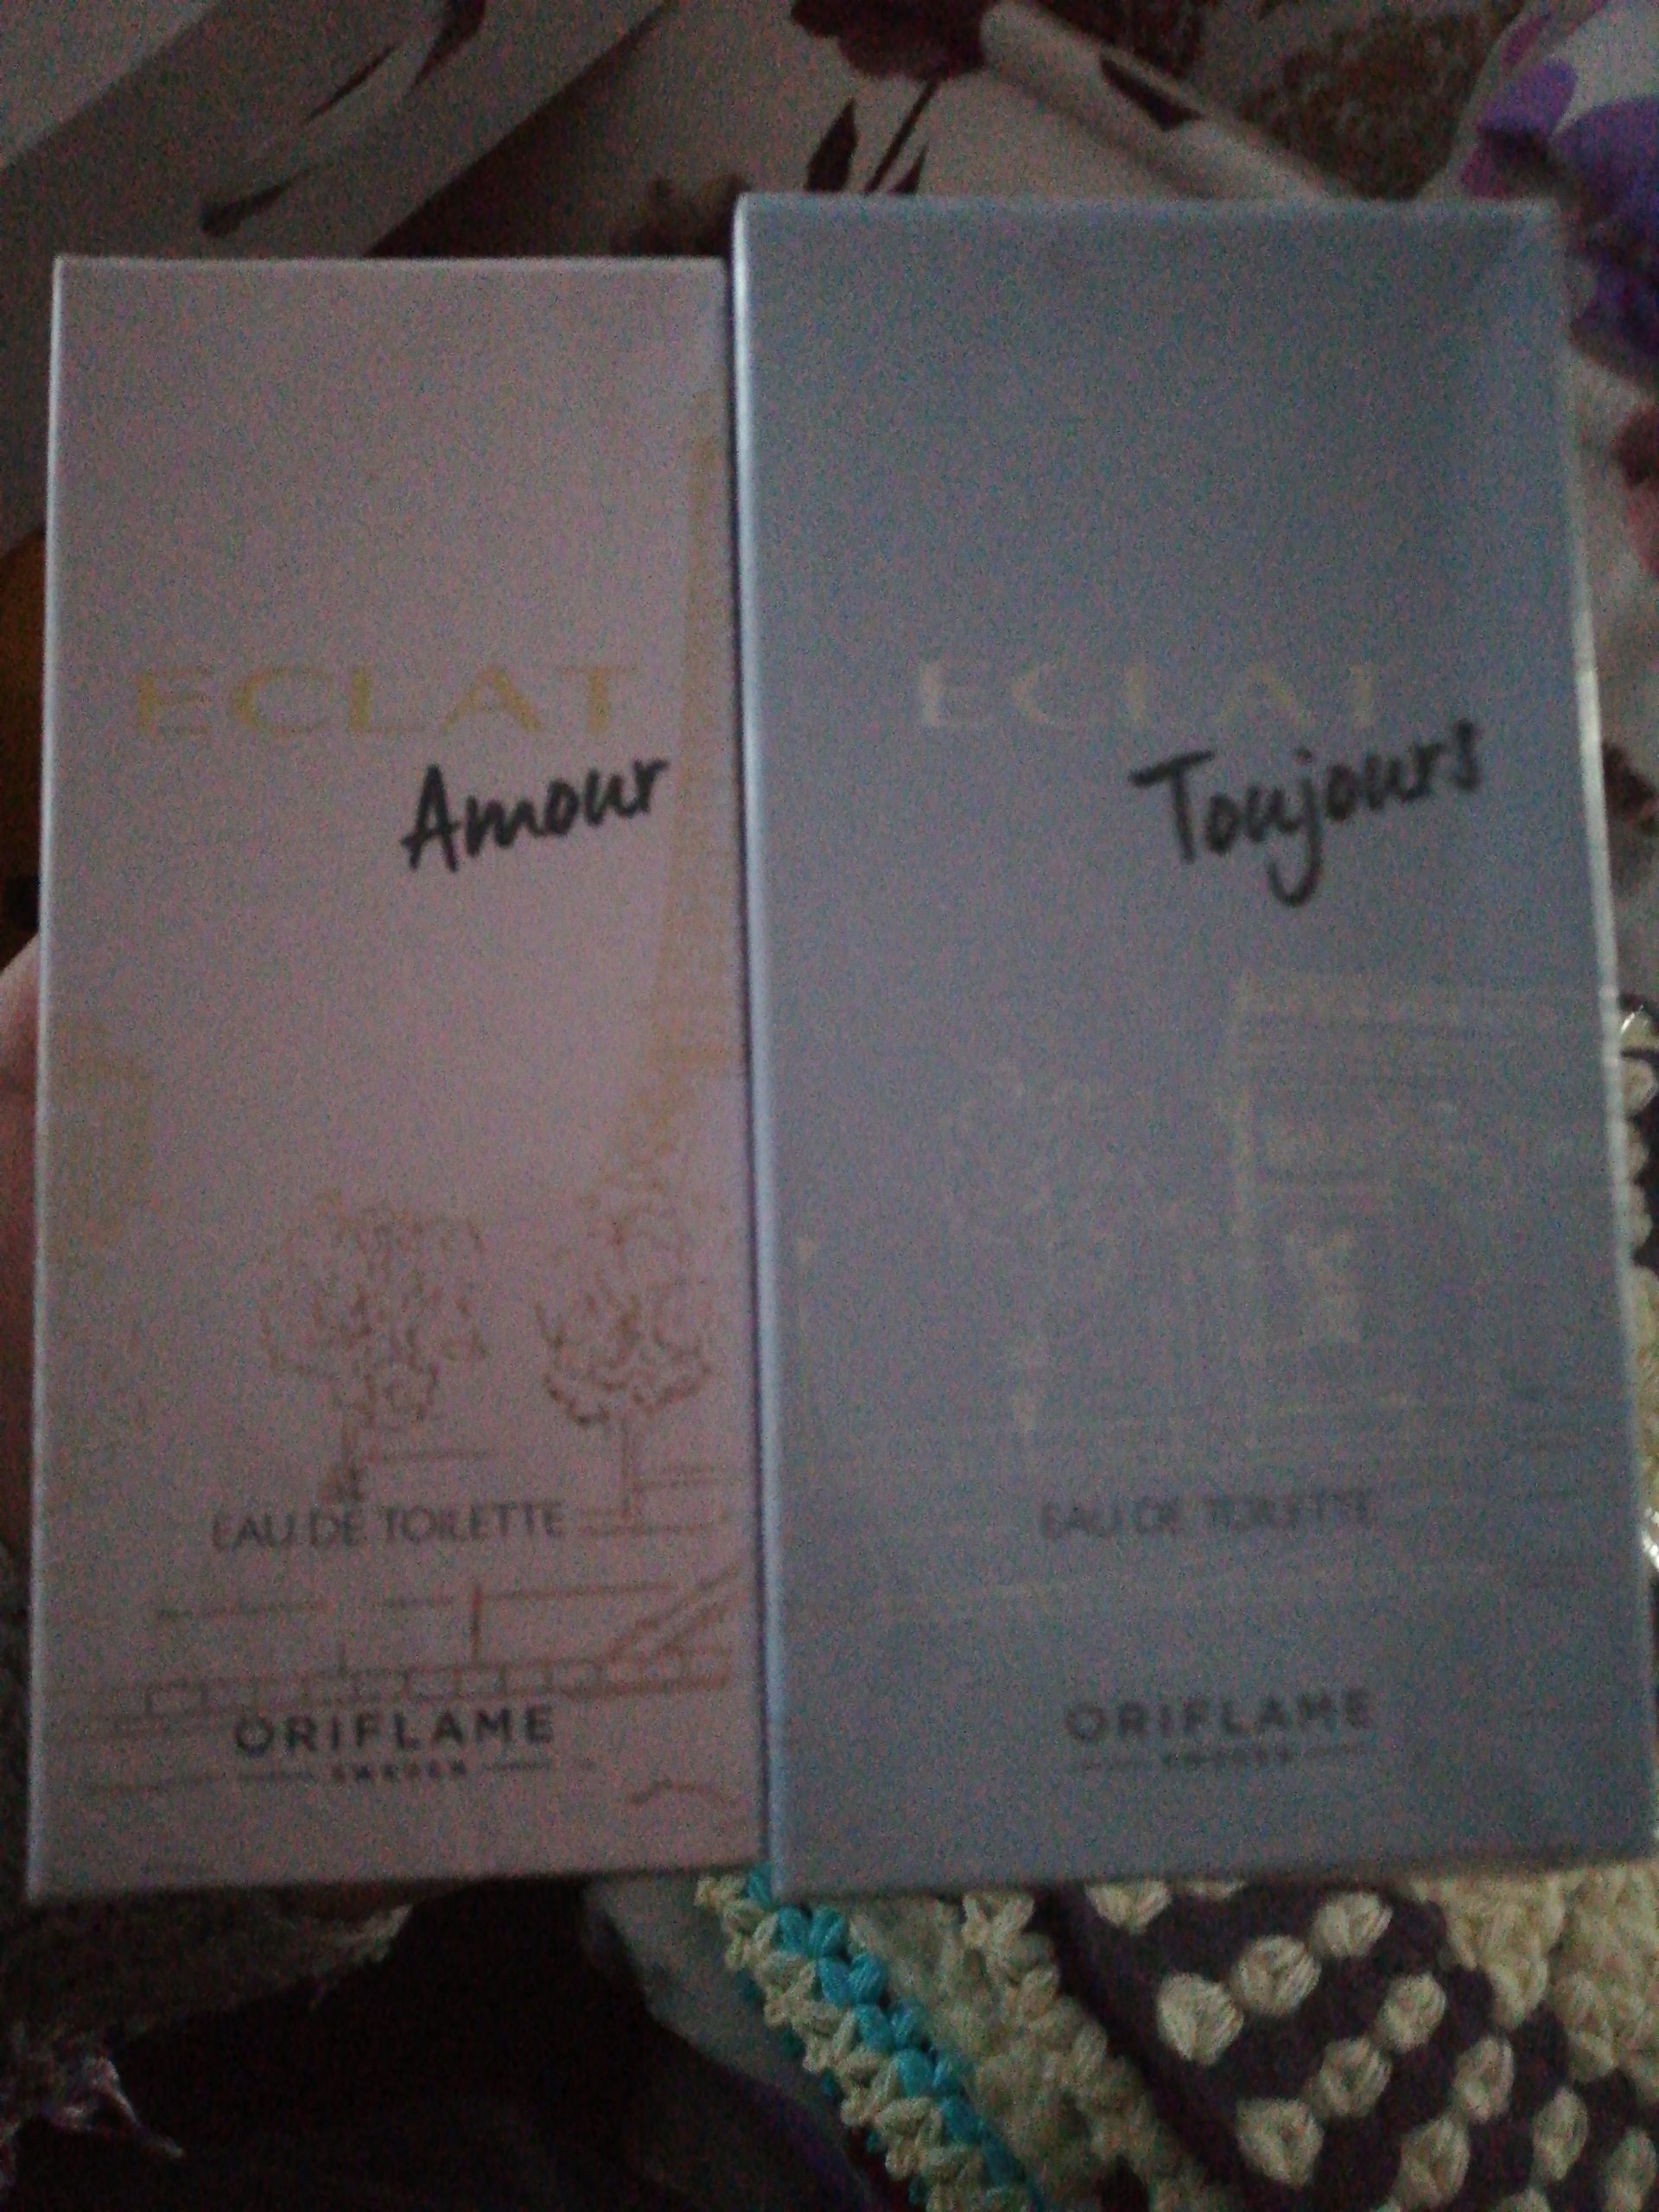 ECLAT
Amour
EAU DE TOILETTE
ORIFLAME
SWEDEN
ECLAT
Toujours
EAU DE TOILETTE
ORIFLAME
SWEDEN